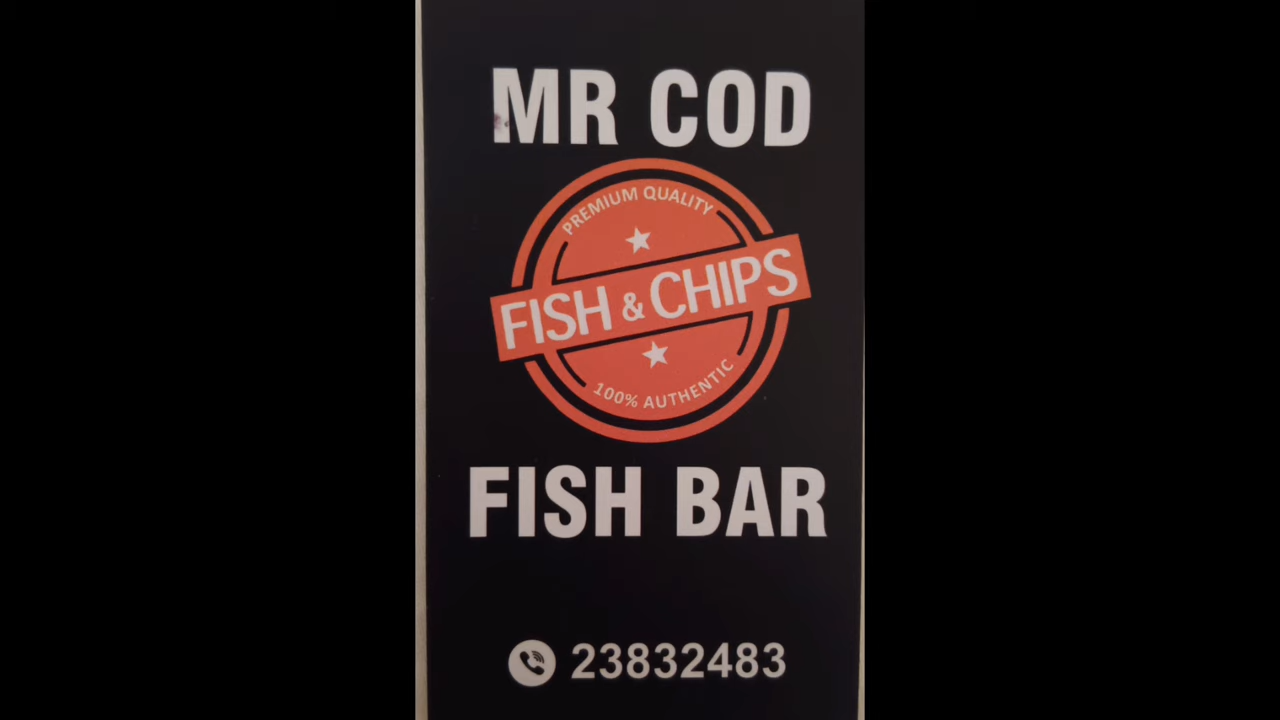 MR COD
PREMIUM QUALITY
FISH & CHIPS
100% AUTHENTIC
FISH BAR
23832483